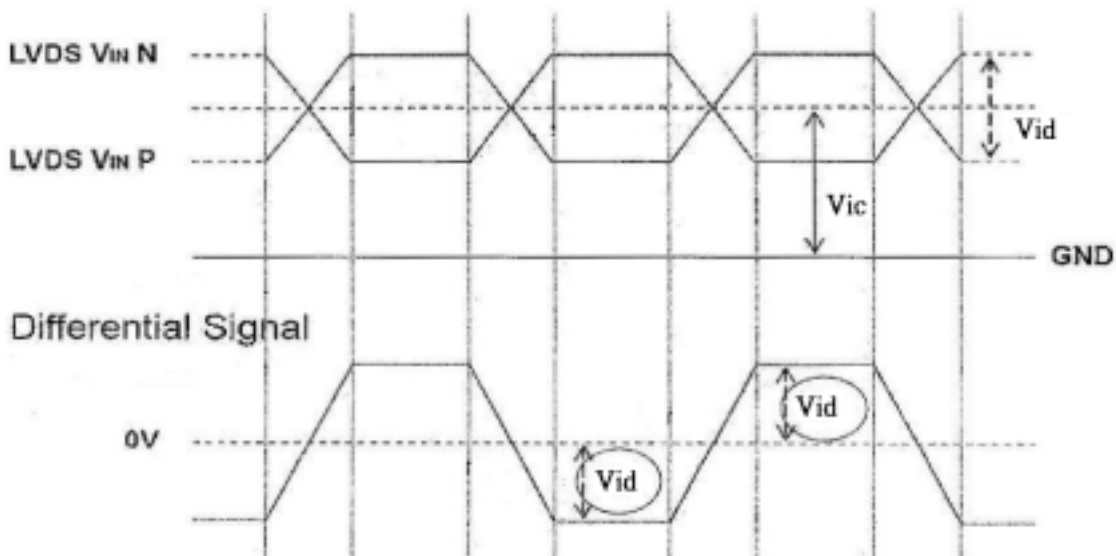 LVDS VIN N
Vid
LVDS VIN P
Vic
GND
Differential Signal
Vid
0V
Vid